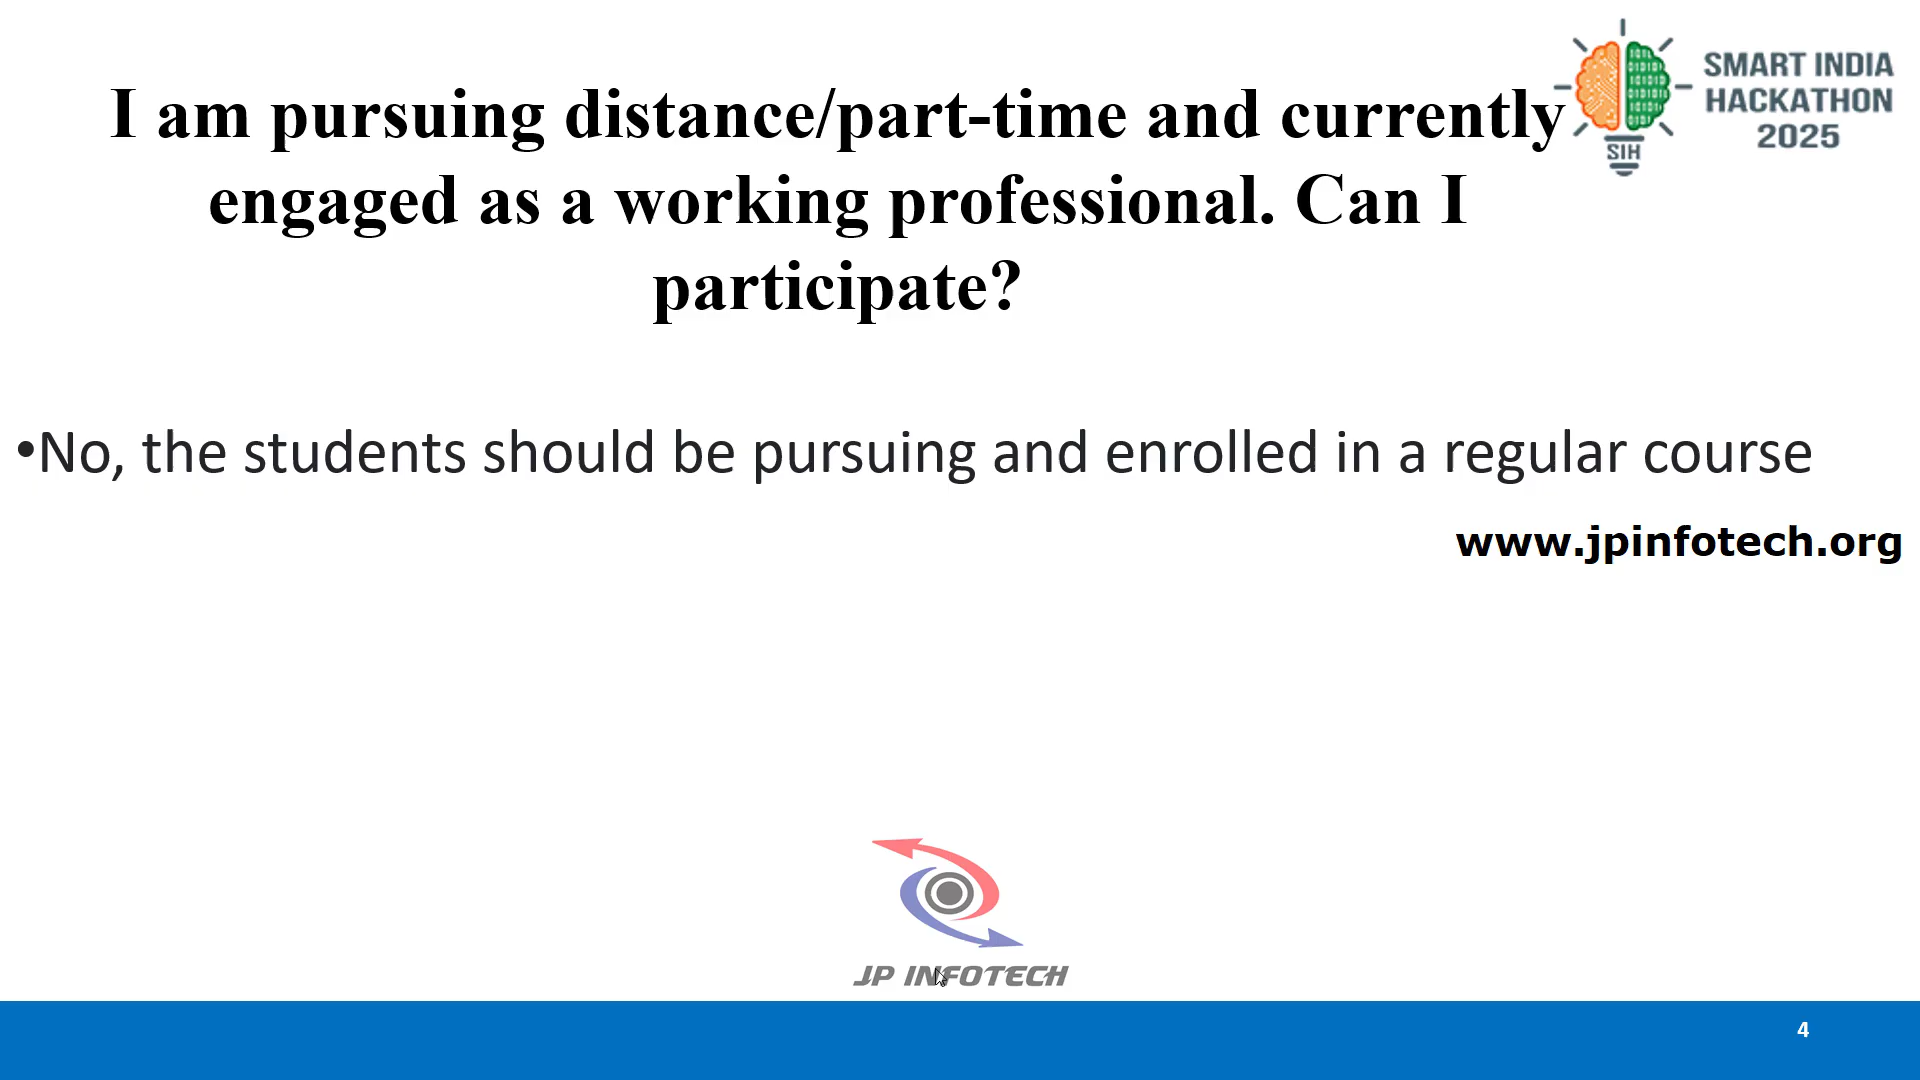 I am pursuing distance/part-time and currently
engaged as a working professional. Can I
participate?
SMART INDIA
HACKATHON
2025
SIH
•No, the students should be pursuing and enrolled in a regular course
www.jpinfotech.org
JP INFOTECH
4